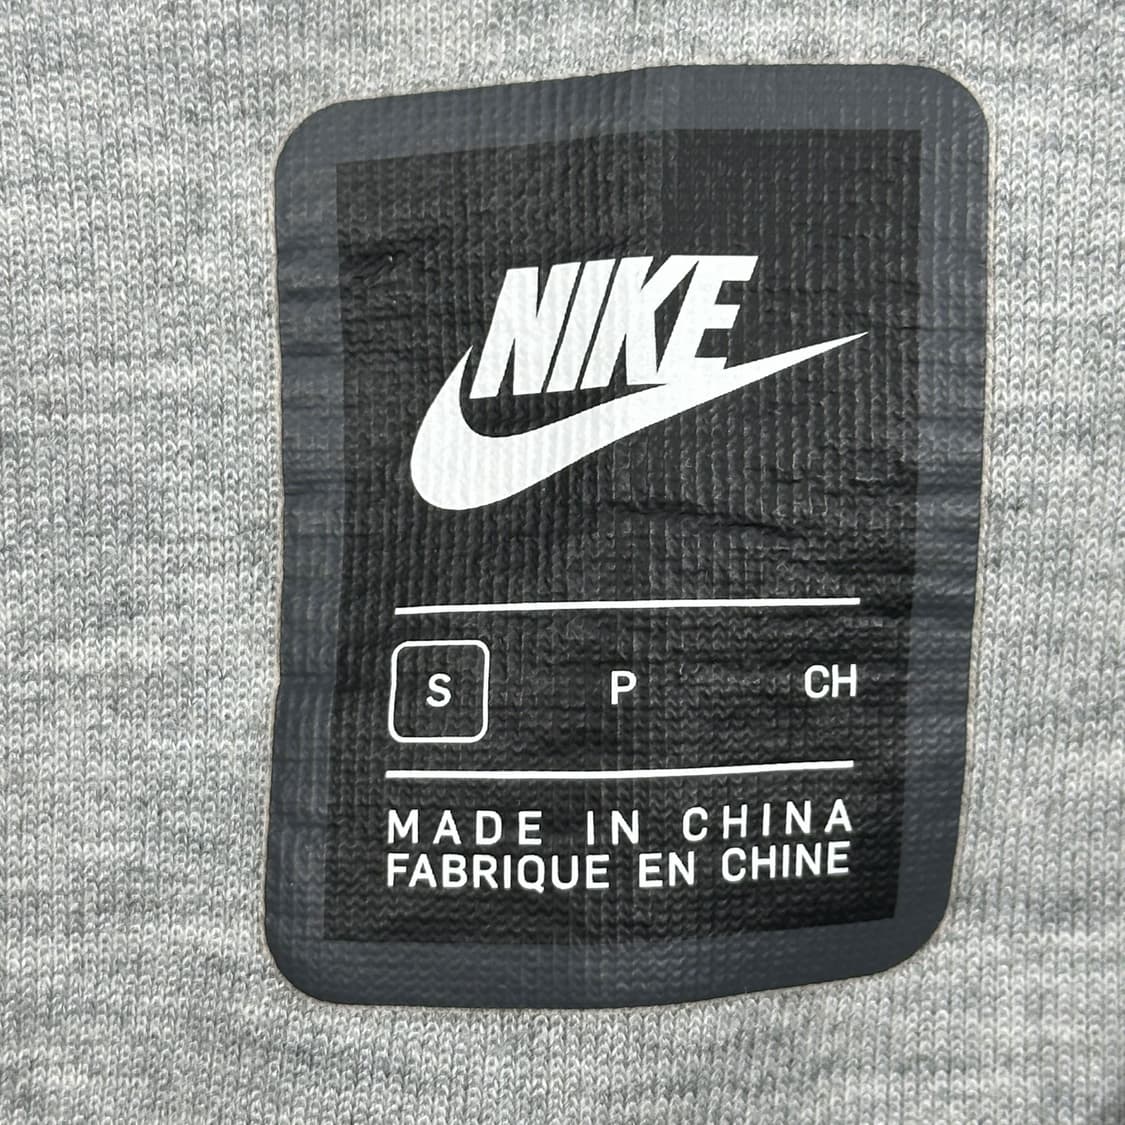 NIKE
S P CH
MADE IN CHINA
FABRIQUE EN CHINE